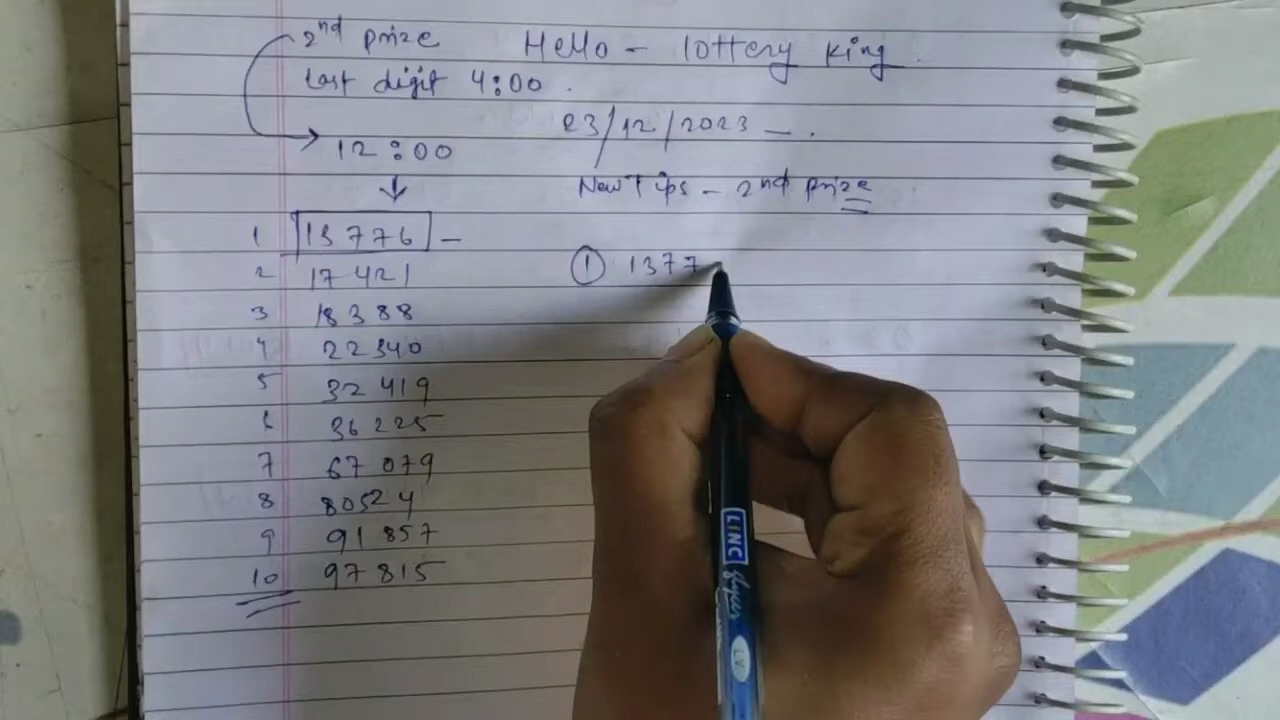 2nd prize
Hello - lottery king.
last digit 4:00.
23/12/2023 - .
12:00
New Tips - 2nd prize
1 13776 -
2 17421
3 18388
4 22340
5 32419
6 36225
7 67079
8 80524
9 91857
10 97815
① 1377
LINC glycer